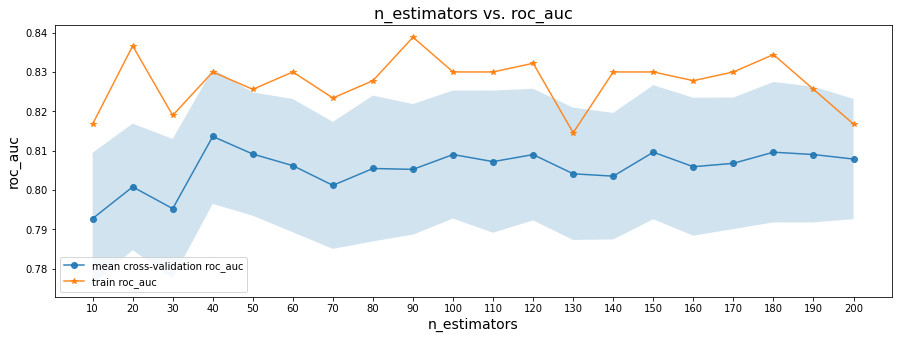 n_estimators vs. roc_auc
roc_auc
0.84
0.83
0.82
0.81
0.80
0.79
0.78
mean cross-validation roc_auc
train roc_auc
10 20 30 40 50 60 70 80 90 100 110 120 130 140 150 160 170 180 190 200
n_estimators